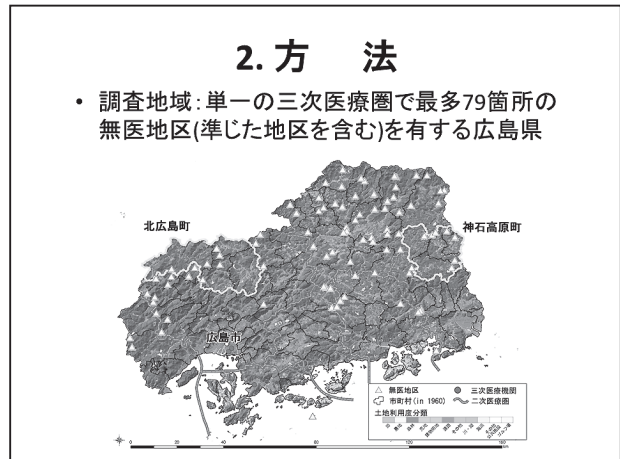 2. 方　法
• 調査地域：単一の三次医療圏で最多79箇所の
無医地区(準じた地区を含む)を有する広島県
北広島町
神石高原町
広島市
無医地区
三次医療機関
市町村 (in 1960)
二次医療圏
土地利用度分類